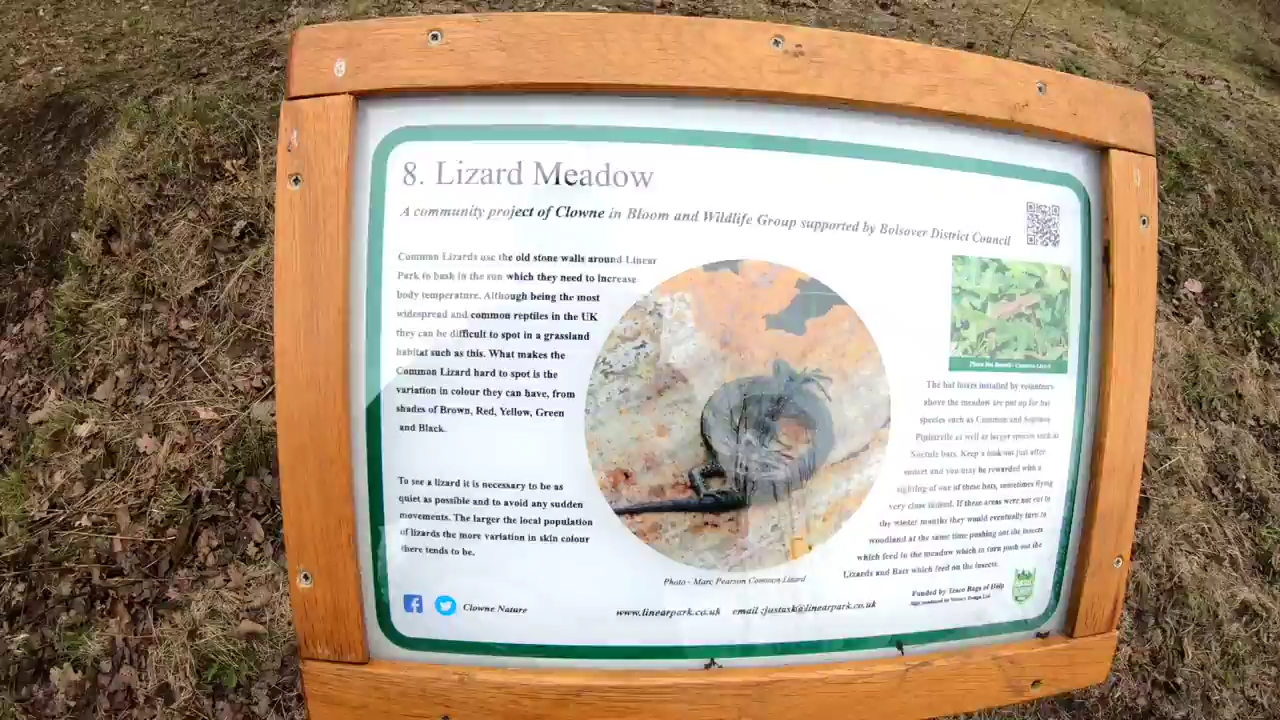 8. Lizard Meadow
A community project of Clowne in Bloom and Wildlife Group supported by Bolsover District Council
Common Lizards use the old stone walls around Linear
Park to bask in the sun which they need to increase
body temperature. Although being the most
widespread and common reptiles in the UK
they can be difficult to spot in a grassland
habitat such as this. What makes the
Common Lizard hard to spot is the
variation in colour they can have, from
shades of Brown, Red, Yellow, Green
and Black.
To see a lizard it is necessary to be as
quiet as possible and to avoid any sudden
movements. The larger the local population
of lizards the more variation in skin colour
there tends to be.
Photo - Marc Pearson Common Lizard
Common Lizard
The bat boxes installed by volunteers
above the meadow are put up for bat
species such as Common and Soprano
Pipistrelle as well as larger species such as
Noctule bats. Keep a look out just after
sunset and you may be rewarded with a
sighting of one of these bats, sometimes flying
very close indeed. If these areas were not cut in
the winter months they would eventually turn to
woodland at the same time pushing out the insects
which feed in the meadow which in turn push out the
Lizards and Bats which feed on the insects.
Funded by Tesco Bags of Help
Clowne Nature
www.linearpark.co.uk email :justask@linearpark.co.uk